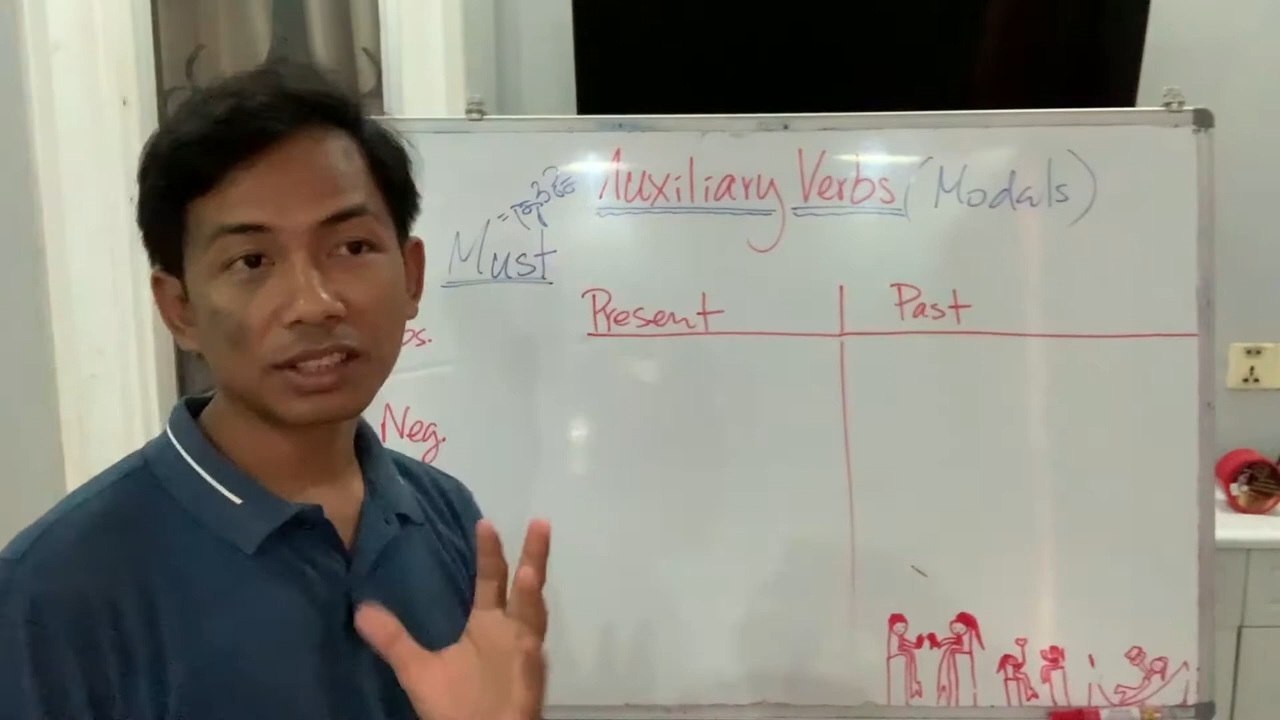 Auxiliary Verbs (Modals)
Must =
Present Past
Neg.